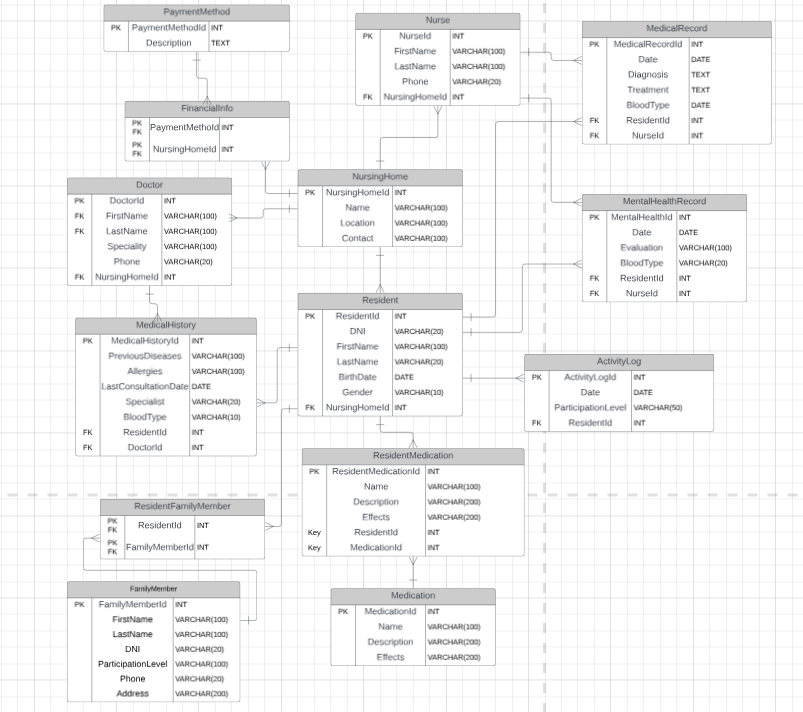 PaymentMethod
PK PaymentMethodId INT
Description TEXT
Nurse
PK NurseId INT
FirstName VARCHAR(100)
LastName VARCHAR(100)
Phone VARCHAR(20)
FK NursingHomeId INT
MedicalRecord
PK MedicalRecordId INT
Date DATE
Diagnosis TEXT
Treatment TEXT
BloodType DATE
FK ResidentId INT
FK NurseId INT
FinancialInfo
PK FK PaymentMethoId INT
PK FK NursingHomeId INT
Doctor
PK DoctorId INT
FK FirstName VARCHAR(100)
FK LastName VARCHAR(100)
Speciality VARCHAR(100)
Phone VARCHAR(20)
FK NursingHomeId INT
NursingHome
PK NursingHomeId INT
Name VARCHAR(100)
Location VARCHAR(100)
Contact VARCHAR(100)
MentalHealthRecord
PK MentalHealthId INT
Date DATE
Evaluation VARCHAR(100)
BloodType VARCHAR(20)
FK ResidentId INT
FK NurseId INT
Resident
PK ResidentId INT
DNI VARCHAR(20)
FirstName VARCHAR(100)
LastName VARCHAR(20)
BirthDate DATE
Gender VARCHAR(10)
FK NursingHomeId INT
MedicalHistory
PK MedicalHistoryId INT
PreviousDiseases VARCHAR(100)
Allergies VARCHAR(100)
LastConsultationDate DATE
Specialist VARCHAR(20)
BloodType VARCHAR(10)
FK ResidentId INT
FK DoctorId INT
ActivityLog
PK ActivityLogId INT
Date DATE
ParticipationLevel VARCHAR(50)
FK ResidentId INT
ResidentMedication
PK ResidentMedicationId INT
Name VARCHAR(100)
Description VARCHAR(200)
Effects VARCHAR(200)
Key ResidentId INT
Key MedicationId INT
ResidentFamilyMember
PK FK ResidentId INT
PK FK FamilyMemberId INT
FamilyMember
PK FamilyMemberId INT
FirstName VARCHAR(100)
LastName VARCHAR(100)
DNI VARCHAR(20)
ParticipationLevel VARCHAR(100)
Phone VARCHAR(20)
Address VARCHAR(200)
Medication
PK MedicationId INT
Name VARCHAR(100)
Description VARCHAR(200)
Effects VARCHAR(200)